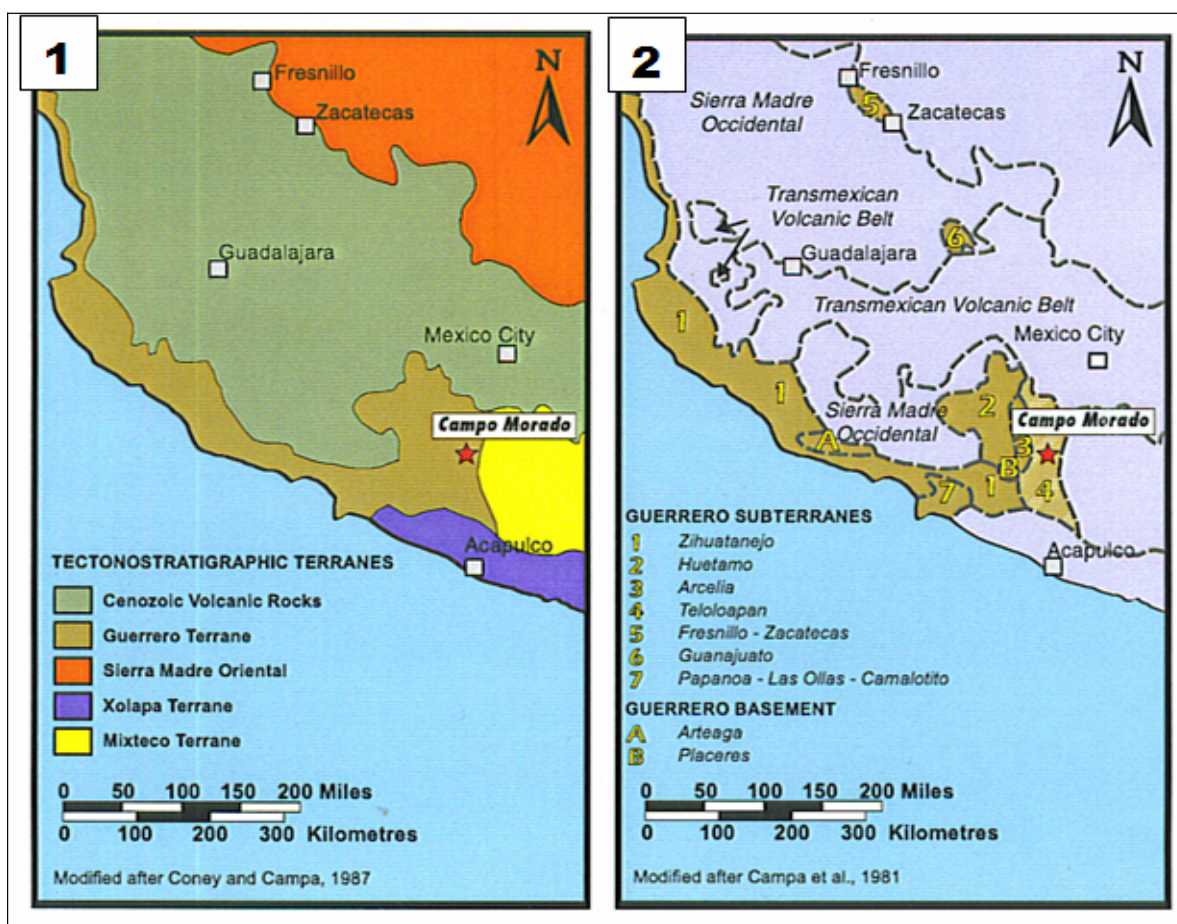 1
N
Fresnillo
Zacatecas
Guadalajara
Mexico City
Campo Morado
Acapulco
TECTONOSTRATIGRAPHIC TERRANES
Cenozoic Volcanic Rocks
Guerrero Terrane
Sierra Madre Oriental
Xolapa Terrane
Mixteco Terrane
0 50 100 150 200 Miles
0 100 200 300 Kilometres
Modified after Coney and Campa, 1987
2
N
Fresnillo
Sierra Madre
Occidental
5
Zacatecas
Transmexican
Volcanic Belt
6
Guadalajara
Transmexican Volcanic Belt
1
Mexico City
1
2
Sierra Madre
Occidental
Campo Morado
A
3
B
7
1
4
Acapulco
GUERRERO SUBTERRANES
1 Zihuatanejo
2 Huetamo
3 Arcelia
4 Teloloapan
5 Fresnillo - Zacatecas
6 Guanajuato
7 Papanoa - Las Ollas - Camalotito
GUERRERO BASEMENT
A Arteaga
B Placeres
0 50 100 150 200 Miles
0 100 200 300 Kilometres
Modified after Campa et al., 1981